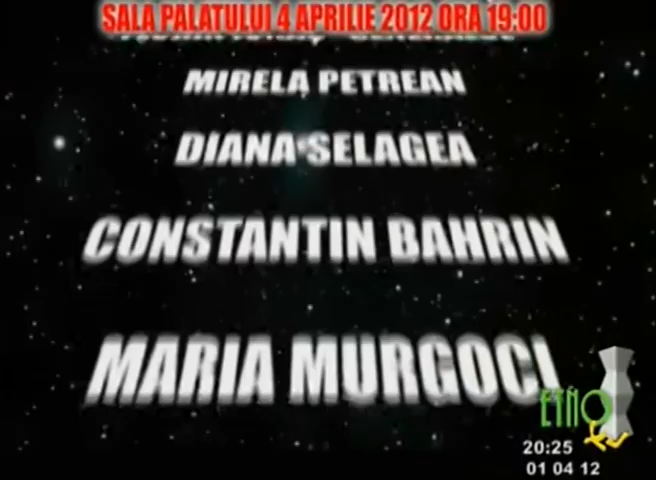 SALA PALATULUI 4 APRILIE 2012 ORA 19:00
MIRELA PETREAN
DIANA SELAGEA
CONSTANTIN BAHRIN
MARIA MURGOCI
ETNO
20:25
01 04 12